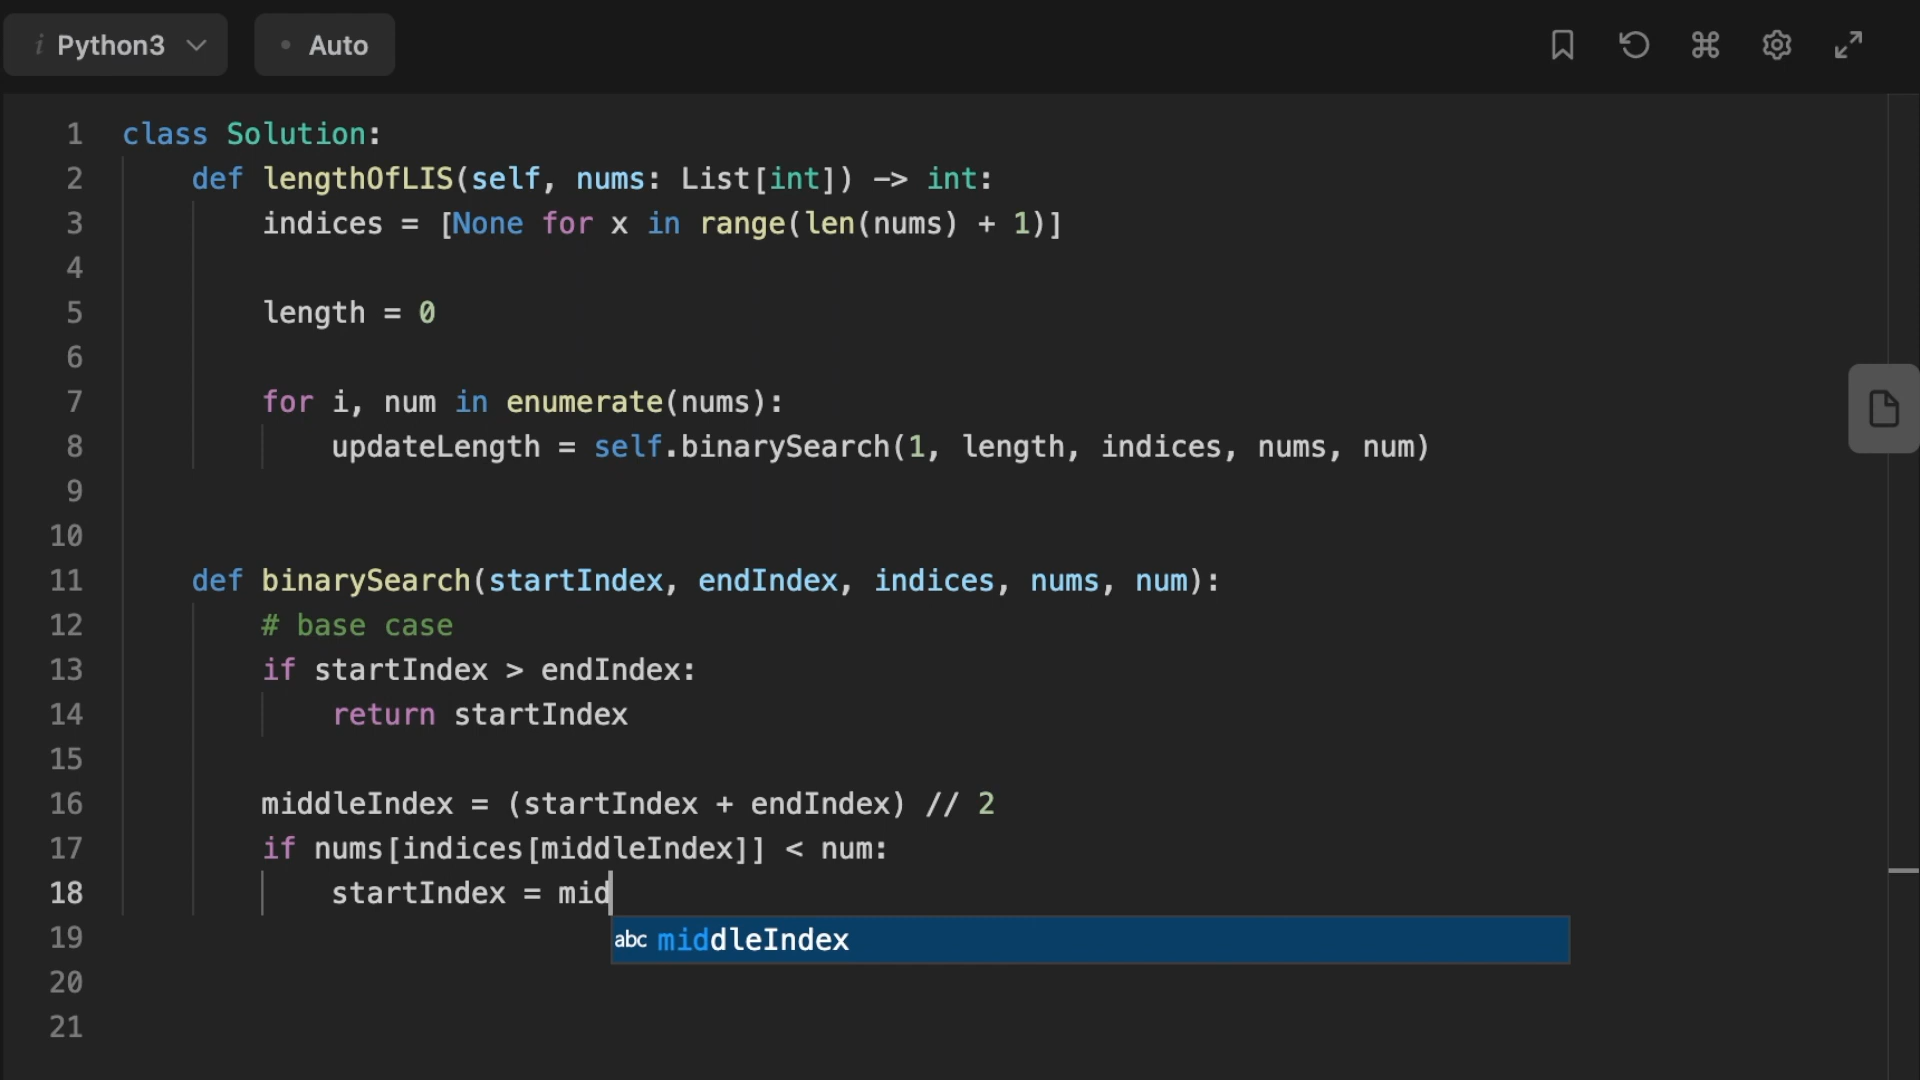 i Python3
Auto
1 class Solution:
2 def lengthOfLIS(self, nums: List[int]) -> int:
3 indices = [None for x in range(len(nums) + 1)]
4
5 length = 0
6
7 for i, num in enumerate(nums):
8 updateLength = self.binarySearch(1, length, indices, nums, num)
9
10
11 def binarySearch(startIndex, endIndex, indices, nums, num):
12 # base case
13 if startIndex > endIndex:
14 return startIndex
15
16 middleIndex = (startIndex + endIndex) // 2
17 if nums[indices[middleIndex]] < num:
18 startIndex = mid
19
abc middleIndex
20
21